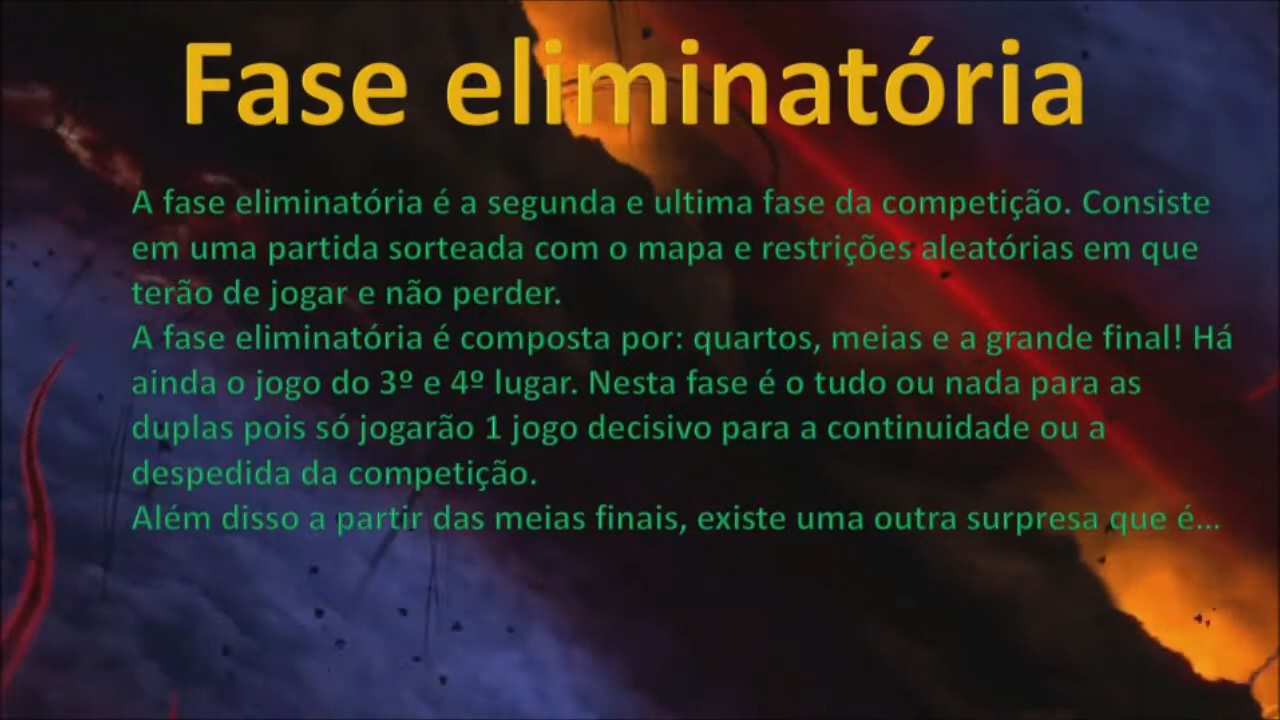 Fase eliminatória
A fase eliminatória é a segunda e ultima fase da competição. Consiste
em uma partida sorteada com o mapa e restrições aleatórias em que
terão de jogar e não perder.
A fase eliminatória é composta por: quartos, meias e a grande final! Há
ainda o jogo do 3º e 4º lugar. Nesta fase é o tudo ou nada para as
duplas pois só jogarão 1 jogo decisivo para a continuidade ou a
despedida da competição.
Além disso a partir das meias finais, existe uma outra surpresa que é...